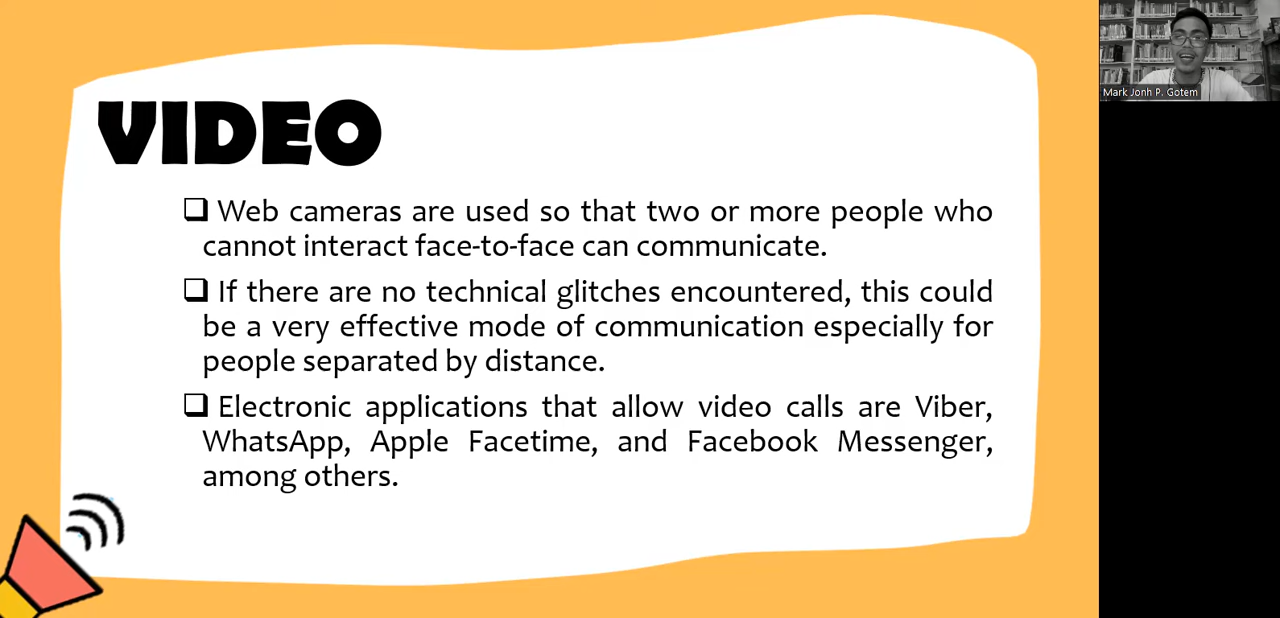 VIDEO
Web cameras are used so that two or more people who
cannot interact face-to-face can communicate.
If there are no technical glitches encountered, this could
be a very effective mode of communication especially for
people separated by distance.
Electronic applications that allow video calls are Viber,
WhatsApp, Apple Facetime, and Facebook Messenger,
among others.
Mark Jonh P. Gotem